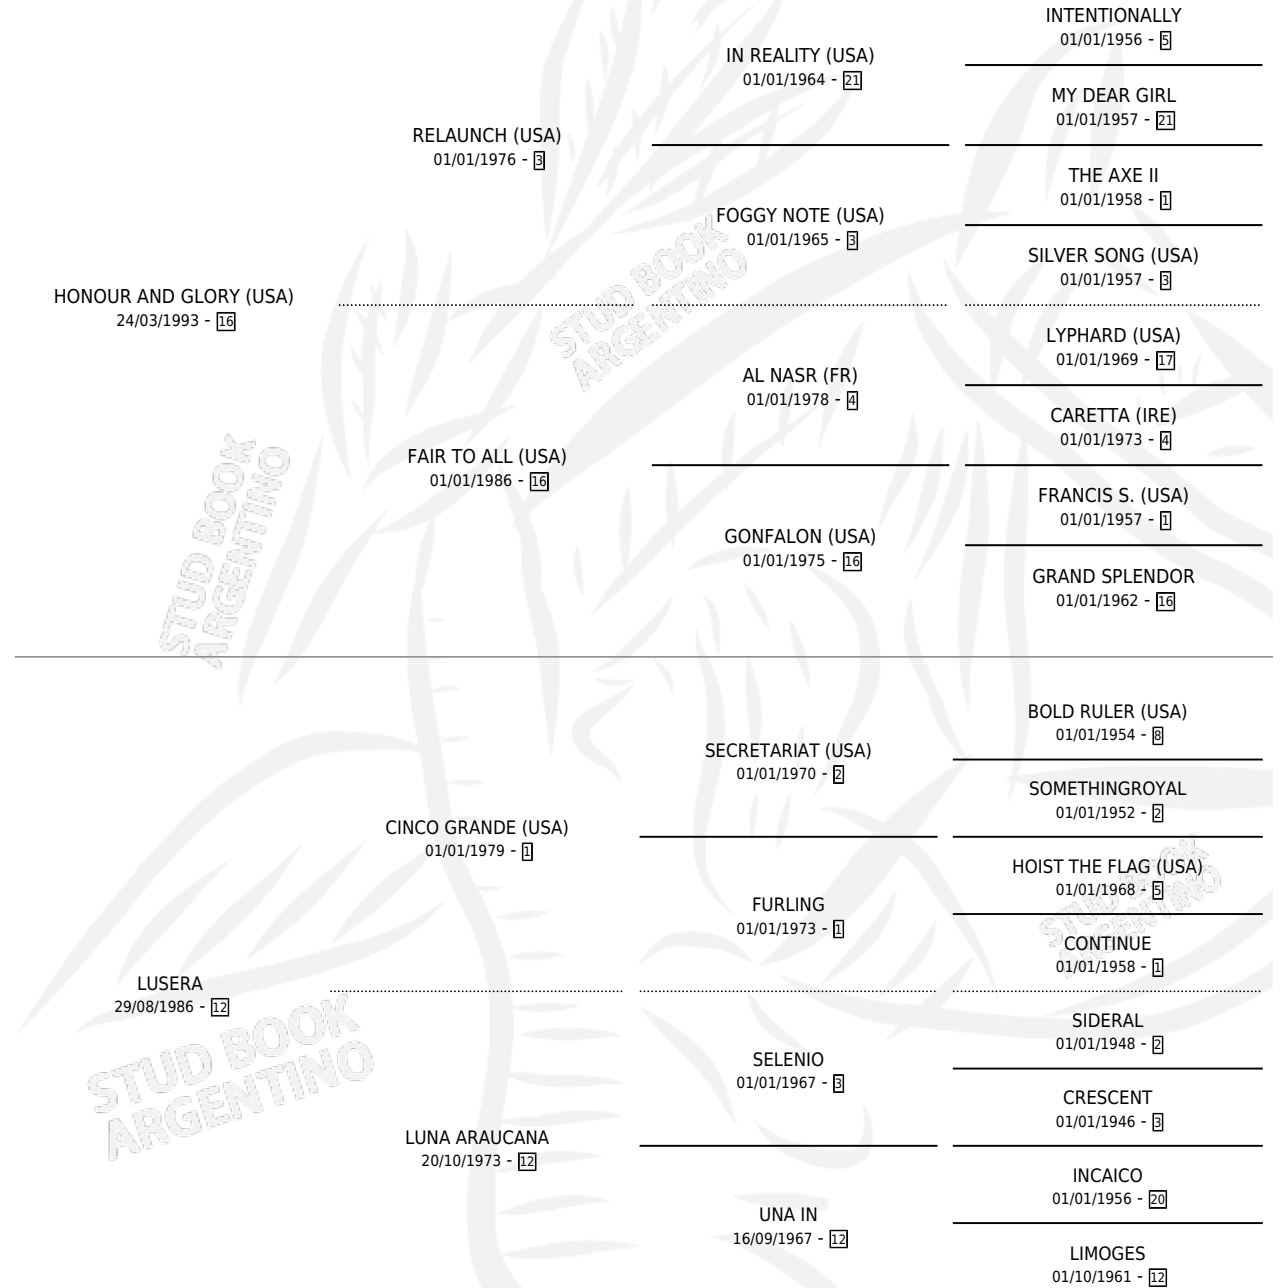 INTENTIONALLY
01/01/1956 - 5
IN REALITY (USA)
01/01/1964 - 21
MY DEAR GIRL
01/01/1957 - 21
RELAUNCH (USA)
01/01/1976 - 3
THE AXE II
01/01/1958 - 1
FOGGY NOTE (USA)
01/01/1965 - 3
SILVER SONG (USA)
01/01/1957 - 3
HONOUR AND GLORY (USA)
24/03/1993 - 16
LYPHARD (USA)
01/01/1969 - 17
AL NASR (FR)
01/01/1978 - 4
CARETTA (IRE)
01/01/1973 - 4
FAIR TO ALL (USA)
01/01/1986 - 16
FRANCIS S. (USA)
01/01/1957 - 1
GONFALON (USA)
01/01/1975 - 16
GRAND SPLENDOR
01/01/1962 - 16
STUD BOOK
ARGENTINO
STUD BOOK
ARGENTINO
BOLD RULER (USA)
01/01/1954 - 8
SECRETARIAT (USA)
01/01/1970 - 2
SOMETHINGROYAL
01/01/1952 - 2
CINCO GRANDE (USA)
01/01/1979 - 1
HOIST THE FLAG (USA)
01/01/1968 - 5
FURLING
01/01/1973 - 1
CONTINUE
01/01/1958 - 1
STUD BOOK
ARGENTINO
LUSERA
29/08/1986 - 12
SIDERAL
01/01/1948 - 2
SELENIO
01/01/1967 - 3
CRESCENT
01/01/1946 - 3
STUD BOOK
ARGENTINO
LUNA ARAUCANA
20/10/1973 - 12
INCAICO
01/01/1956 - 20
UNA IN
16/09/1967 - 12
LIMOGES
01/10/1961 - 12